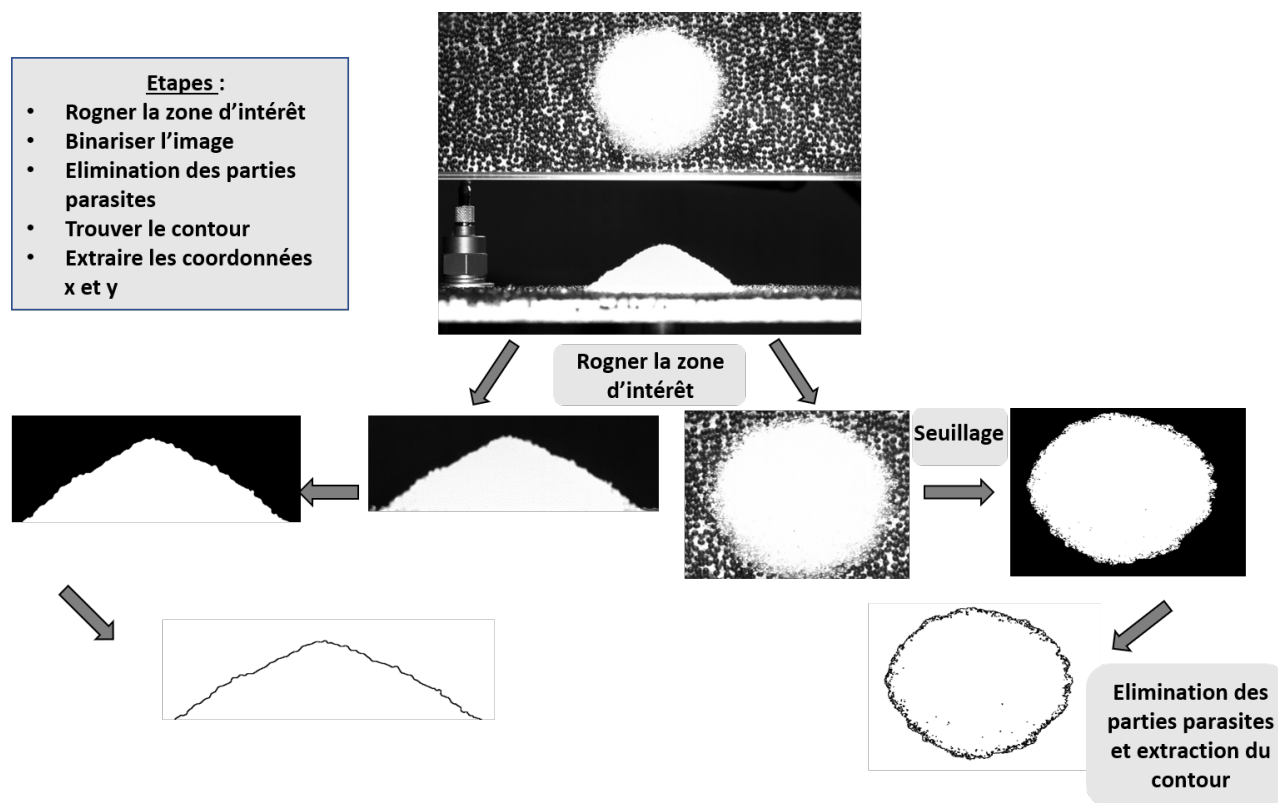 Etapes :
• Rogner la zone d’intérêt
• Binariser l’image
• Elimination des parties
parasites
• Trouver le contour
• Extraire les coordonnées
x et y
Rogner la zone
d’intérêt
Seuillage
Elimination des
parties parasites
et extraction du
contour